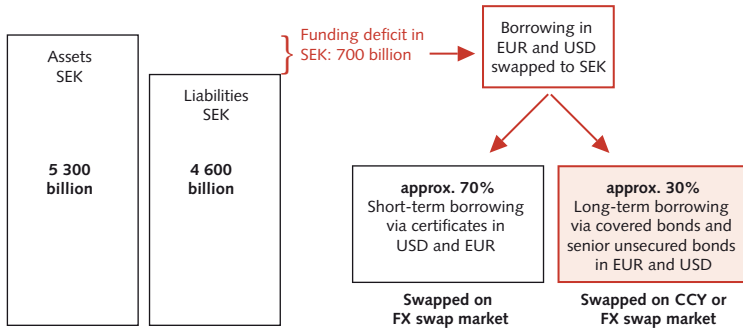 Assets
SEK
5 300
billion
Liabilities
SEK
4 600
billion
Funding deficit in
SEK: 700 billion
Borrowing in
EUR and USD
swapped to SEK
approx. 70%
Short-term borrowing
via certificates in
USD and EUR
Swapped on
FX swap market
approx. 30%
Long-term borrowing
via covered bonds and
senior unsecured bonds
in EUR and USD
Swapped on CCY or
FX swap market